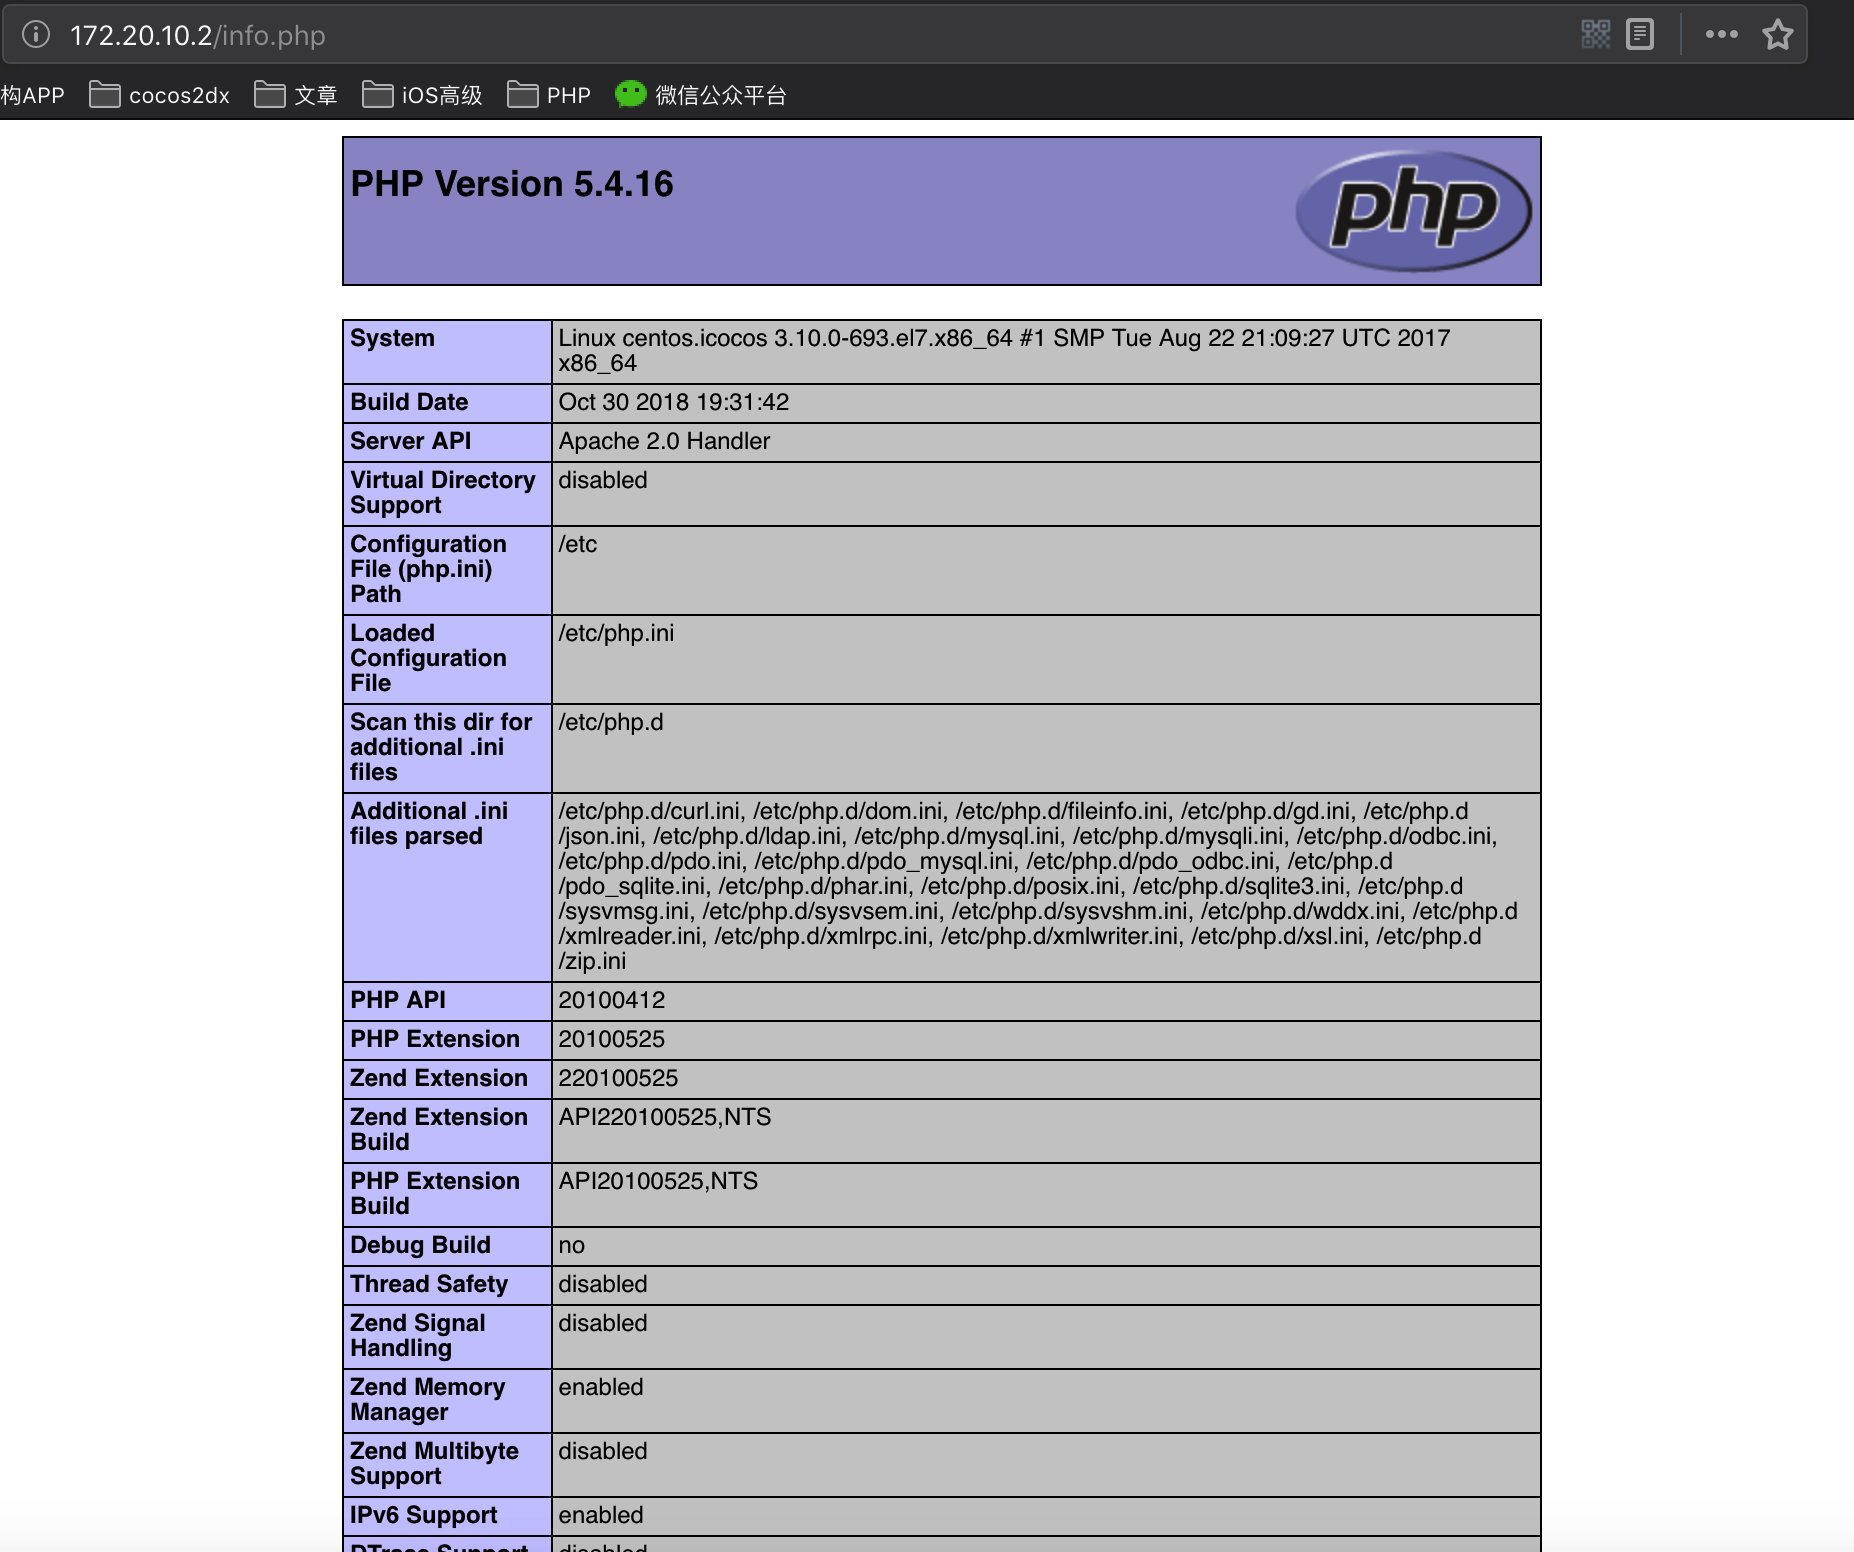 172.20.10.2/info.php
构APP cocos2dx 文章 iOS高级 PHP 微信公众平台
PHP Version 5.4.16
php
System Linux centos.icocos 3.10.0-693.el7.x86_64 #1 SMP Tue Aug 22 21:09:27 UTC 2017
x86_64
Build Date Oct 30 2018 19:31:42
Server API Apache 2.0 Handler
Virtual Directory disabled
Support
Configuration /etc
File (php.ini)
Path
Loaded /etc/php.ini
Configuration
File
Scan this dir for /etc/php.d
additional .ini
files
Additional .ini /etc/php.d/curl.ini, /etc/php.d/dom.ini, /etc/php.d/fileinfo.ini, /etc/php.d/gd.ini, /etc/php.d
files parsed /json.ini, /etc/php.d/ldap.ini, /etc/php.d/mysql.ini, /etc/php.d/mysqli.ini, /etc/php.d/odbc.ini,
/etc/php.d/pdo.ini, /etc/php.d/pdo_mysql.ini, /etc/php.d/pdo_odbc.ini, /etc/php.d
/pdo_sqlite.ini, /etc/php.d/phar.ini, /etc/php.d/posix.ini, /etc/php.d/sqlite3.ini, /etc/php.d
/sysvmsg.ini, /etc/php.d/sysvsem.ini, /etc/php.d/sysvshm.ini, /etc/php.d/wddx.ini, /etc/php.d
/xmlreader.ini, /etc/php.d/xmlrpc.ini, /etc/php.d/xmlwriter.ini, /etc/php.d/xsl.ini, /etc/php.d
/zip.ini
PHP API 20100412
PHP Extension 20100525
Zend Extension 220100525
Zend Extension API220100525,NTS
Build
PHP Extension API20100525,NTS
Build
Debug Build no
Thread Safety disabled
Zend Signal disabled
Handling
Zend Memory enabled
Manager
Zend Multibyte disabled
Support
IPv6 Support enabled
DTrace Support disabled